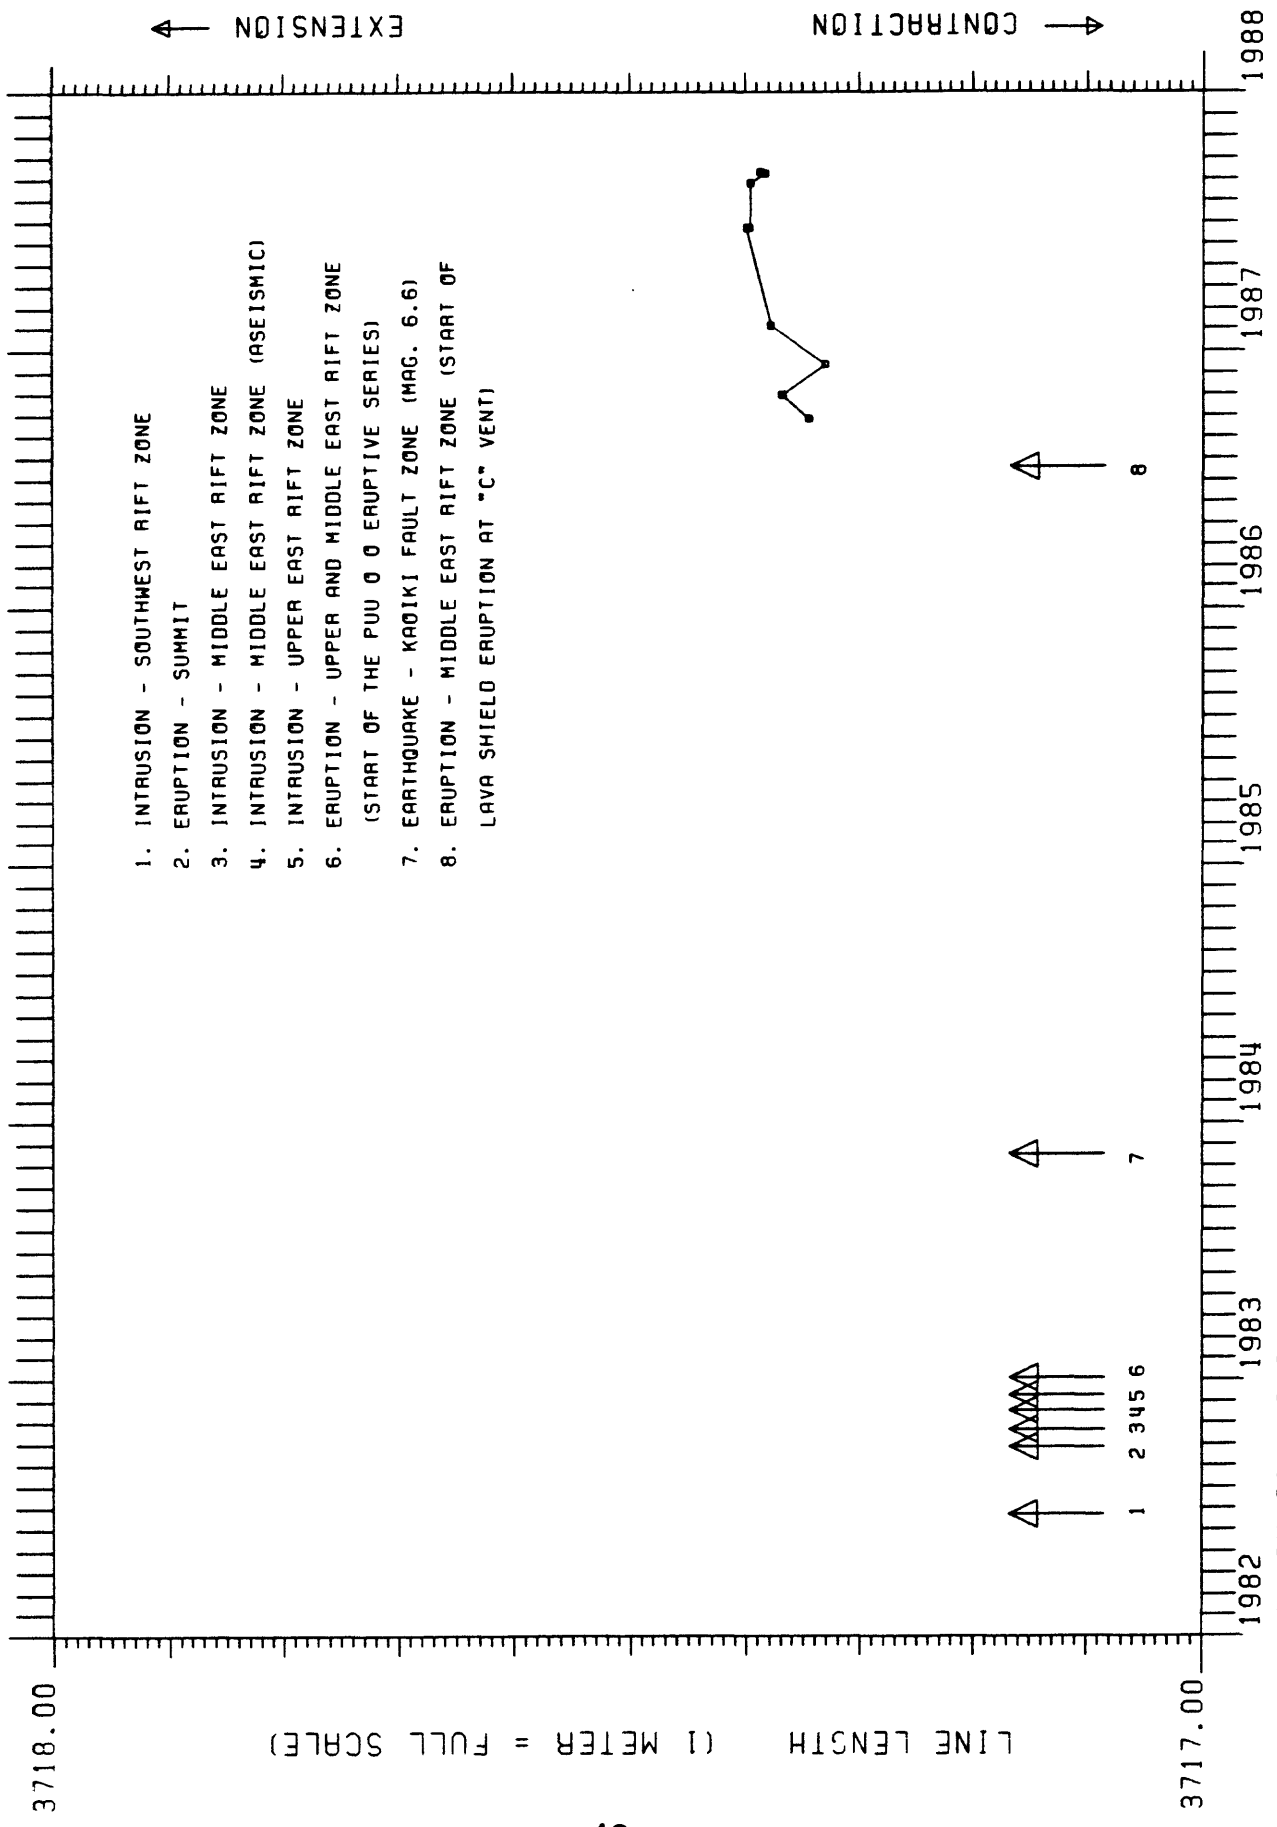 3718.00
LINE LENGTH (1 METER = FULL SCALE)
3717.00
EXTENSION
CONTRACTION
1. INTRUSION - SOUTHWEST RIFT ZONE
2. ERUPTION - SUMMIT
3. INTRUSION - MIDDLE EAST RIFT ZONE
4. INTRUSION - MIDDLE EAST RIFT ZONE (ASEISMIC)
5. INTRUSION - UPPER EAST RIFT ZONE
6. ERUPTION - UPPER AND MIDDLE EAST RIFT ZONE
(START OF THE PUU O O ERUPTIVE SERIES)
7. EARTHQUAKE - KAOIKI FAULT ZONE (MAG. 6.6)
8. ERUPTION - MIDDLE EAST RIFT ZONE (START OF
LAVA SHIELD ERUPTION AT "C" VENT)
1 2 3 4 5 6 7 8
1982 1983 1984 1985 1986 1987 1988